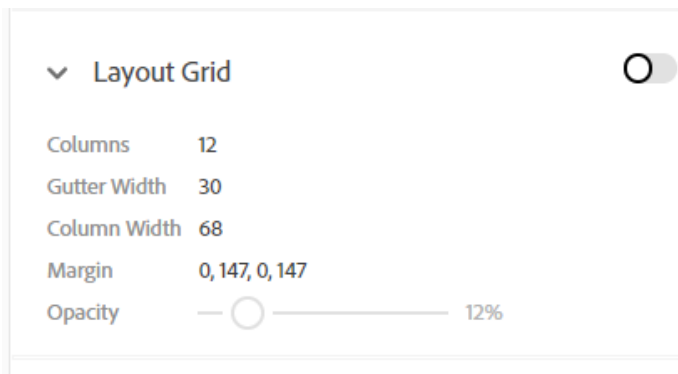 Layout Grid
Columns 12
Gutter Width 30
Column Width 68
Margin 0, 147, 0, 147
Opacity 12%